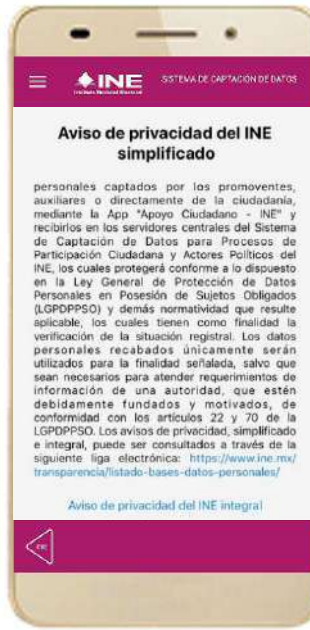 INE
Instituto Nacional Electoral
SISTEMA DE CAPTACIÓN DE DATOS
Aviso de privacidad del INE
simplificado
personales captados por los promoventes,
auxiliares o directamente de la ciudadanía,
mediante la App "Apoyo Ciudadano - INE" y
recibirlos en los servidores centrales del Sistema
de Captación de Datos para Procesos de
Participación Ciudadana y Actores Políticos del
INE, los cuales protegerá conforme a lo dispuesto
en la Ley General de Protección de Datos
Personales en Posesión de Sujetos Obligados
(LGPDPPSO) y demás normatividad que resulte
aplicable, los cuales tienen como finalidad la
verificación de la situación registral. Los datos
personales recabados únicamente serán
utilizados para la finalidad señalada, salvo que
sean necesarios para atender requerimientos de
información de una autoridad, que estén
debidamente fundados y motivados, de
conformidad con los artículos 22 y 70 de la
LGPDPPSO. Los avisos de privacidad, simplificado
e integral, puede ser consultados a través de la
siguiente liga electrónica: https://www.ine.mx/
transparencia/listado-bases-datos-personales/
Aviso de privacidad del INE integral